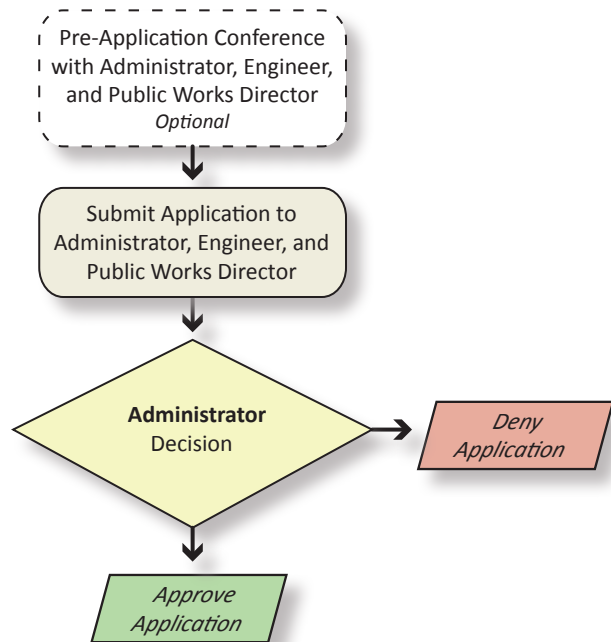 Pre-Application Conference
with Administrator, Engineer,
and Public Works Director
Optional
Submit Application to
Administrator, Engineer, and
Public Works Director
Administrator
Decision
Deny
Application
Approve
Application